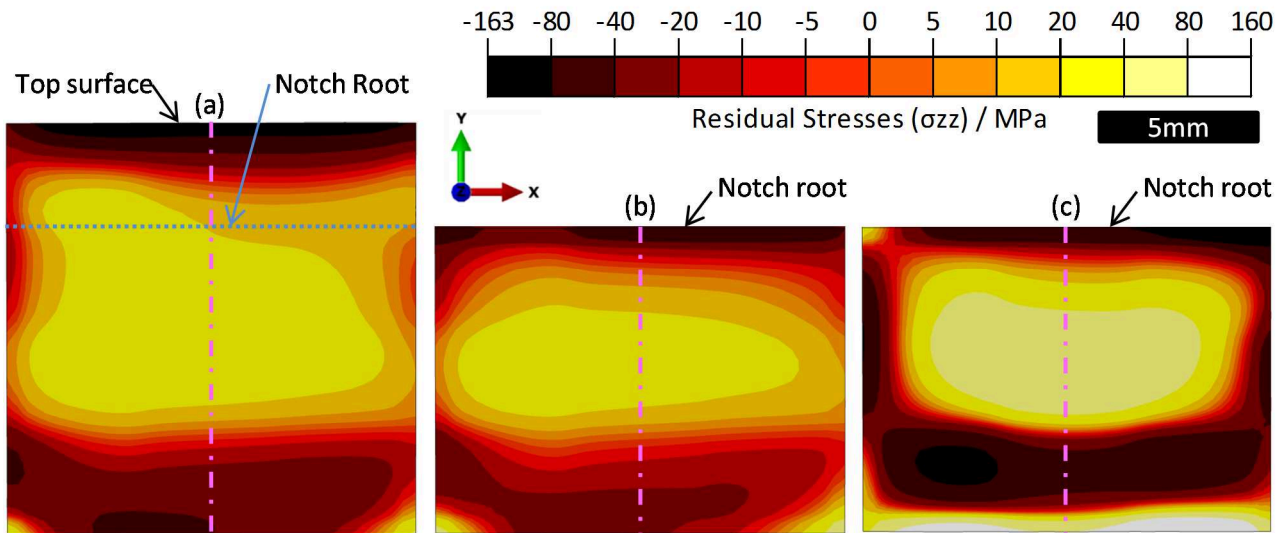 -163 -80 -40 -20 -10 -5 0 5 10 20 40 80 160
Residual Stresses (σzz) / MPa
5mm
Top surface
(a)
Notch Root
Y
Z
X
(b)
Notch root
(c)
Notch root